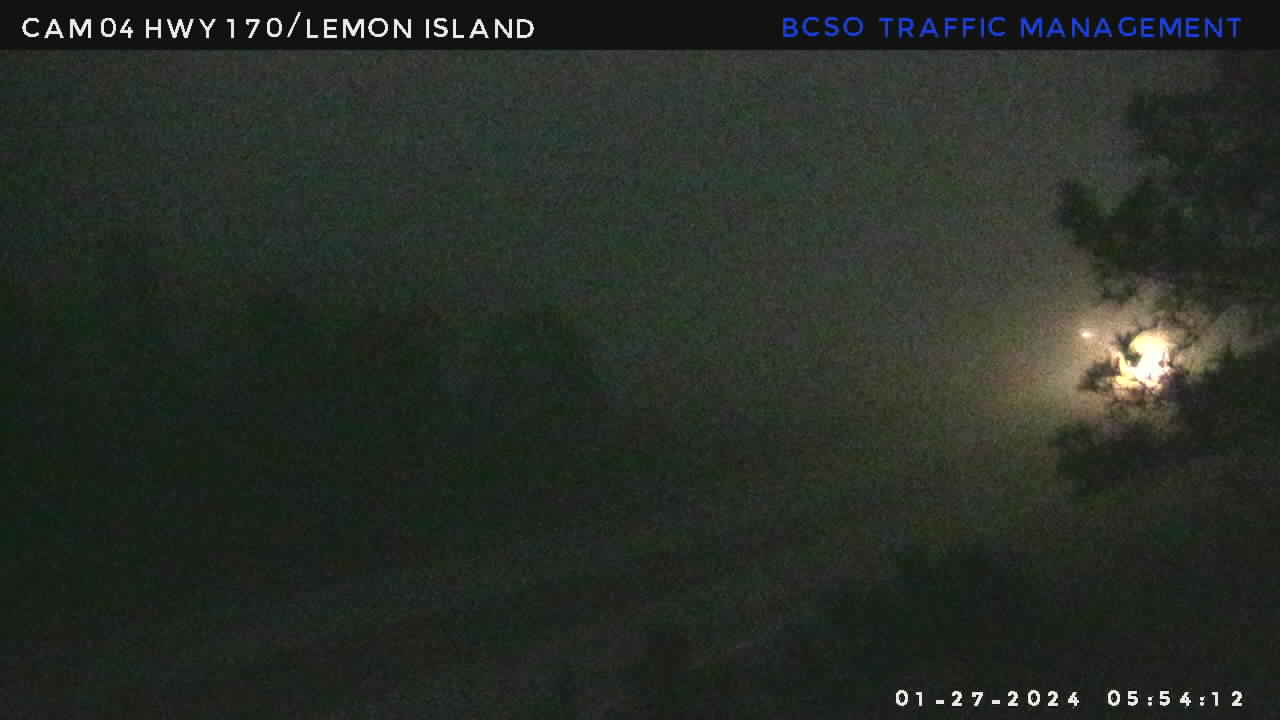 CAM04 HWY 170/LEMON ISLAND
BCSO TRAFFIC MANAGEMENT
01-27-2024 05:54:12